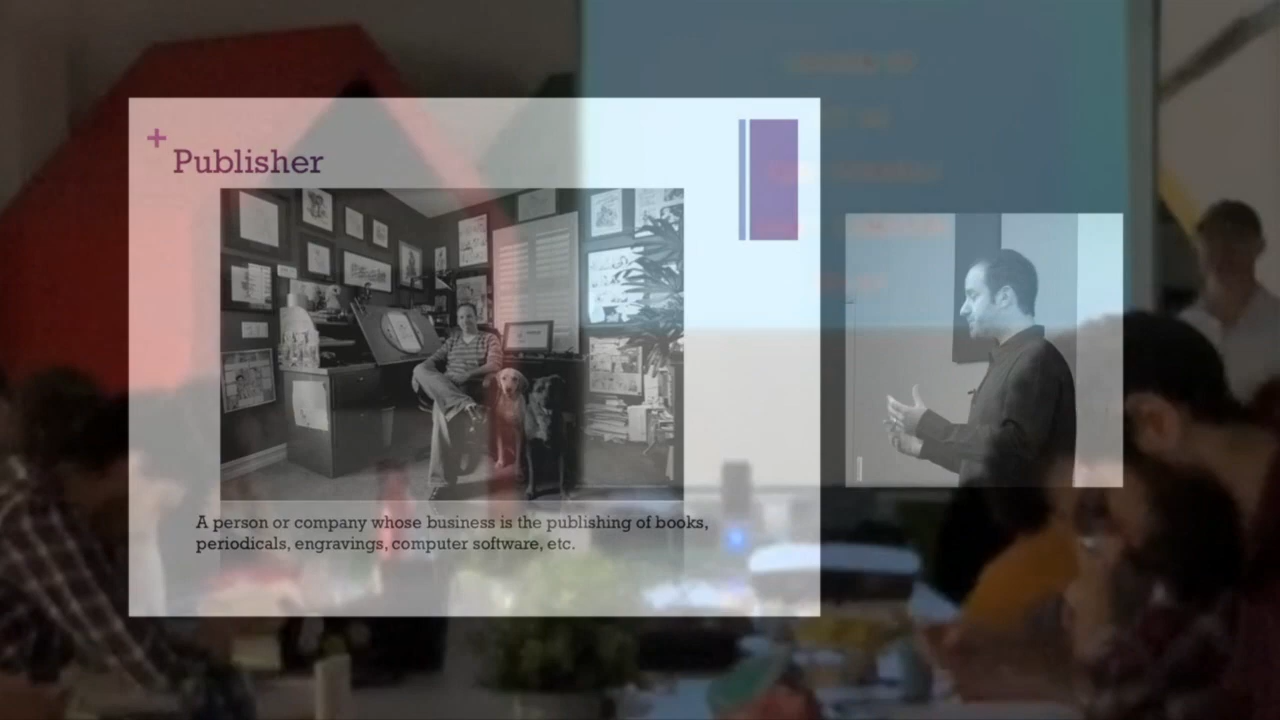 +
Publisher
A person or company whose business is the publishing of books,
periodicals, engravings, computer software, etc.